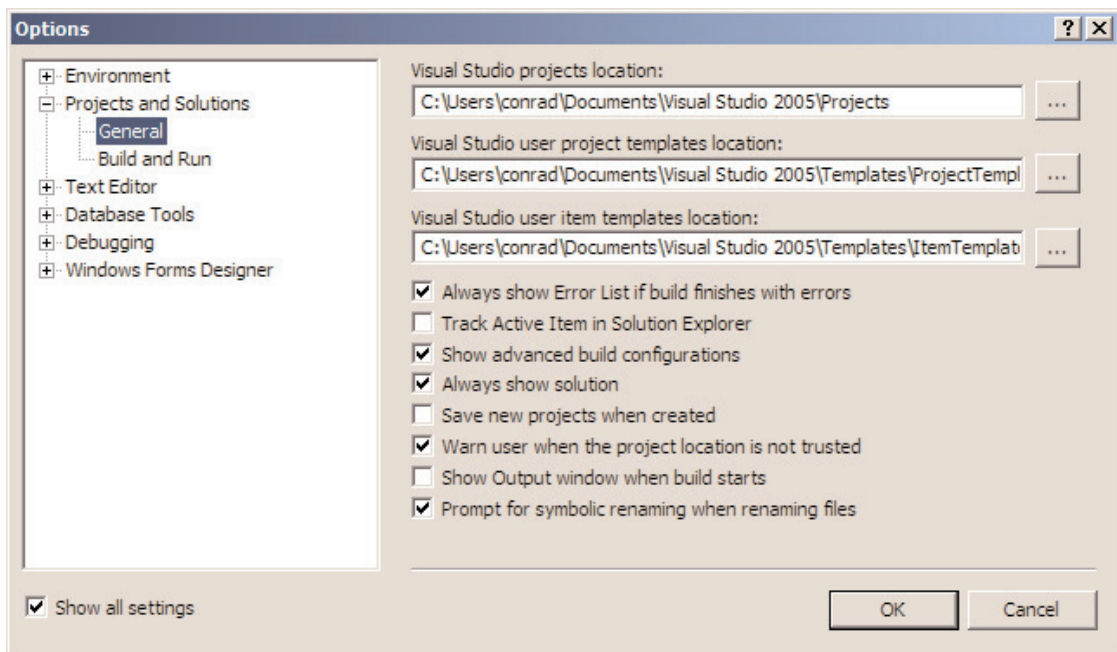 Options
Environment
Projects and Solutions
General
Build and Run
Text Editor
Database Tools
Debugging
Windows Forms Designer
Show all settings
Visual Studio projects location:
C:\Users\conrad\Documents\Visual Studio 2005\Projects
...
Visual Studio user project templates location:
C:\Users\conrad\Documents\Visual Studio 2005\Templates\ProjectTempl
...
Visual Studio user item templates location:
C:\Users\conrad\Documents\Visual Studio 2005\Templates\ItemTemplat
...
Always show Error List if build finishes with errors
Track Active Item in Solution Explorer
Show advanced build configurations
Always show solution
Save new projects when created
Warn user when the project location is not trusted
Show Output window when build starts
Prompt for symbolic renaming when renaming files
OK
Cancel